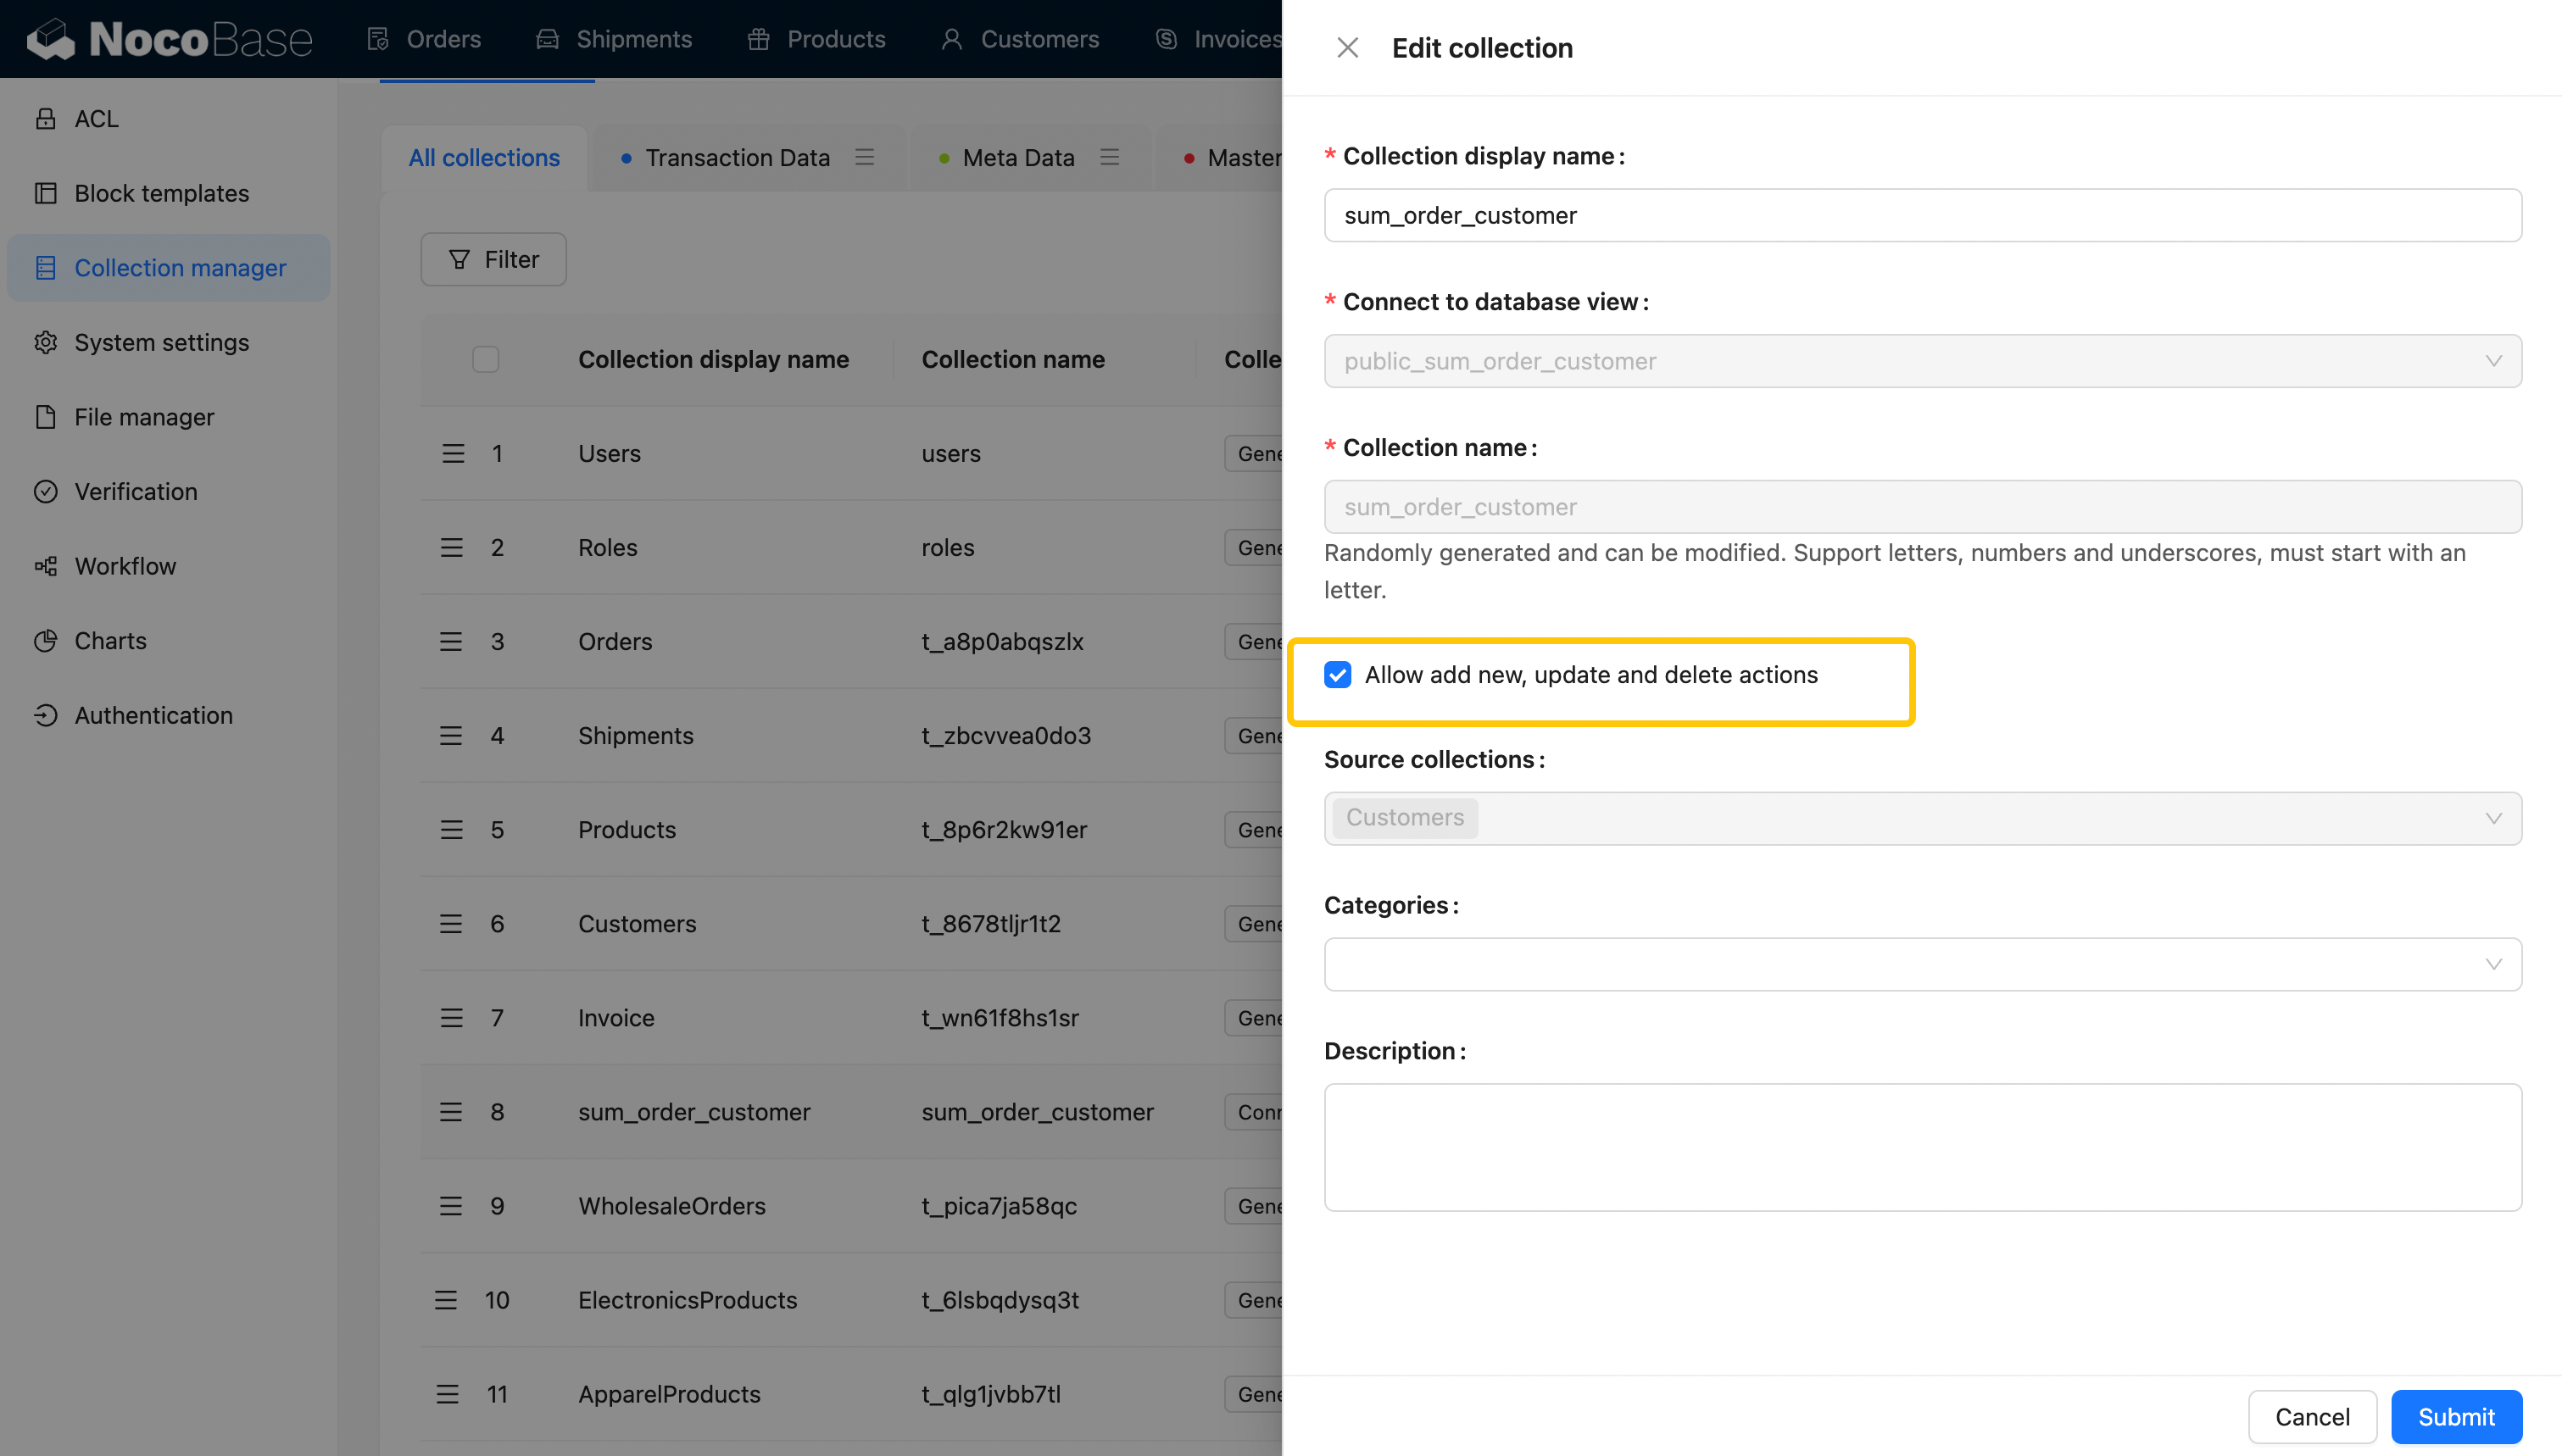 NocoBase
Orders
Shipments
Products
Customers
Invoices
ACL
Block templates
Collection manager
System settings
File manager
Verification
Workflow
Charts
Authentication
All collections
Transaction Data
Meta Data
Master
Filter
Collection display name
Collection name
Colle
1 Users users Gene
2 Roles roles Gene
3 Orders t_a8p0abqszlx Gene
4 Shipments t_zbcvvea0do3 Gene
5 Products t_8p6r2kw91er Gene
6 Customers t_8678tljr1t2 Gene
7 Invoice t_wn61f8hs1sr Gene
8 sum_order_customer sum_order_customer Conn
9 WholesaleOrders t_pica7ja58qc Gene
10 ElectronicsProducts t_6lsbqdysq3t Gene
11 ApparelProducts t_qlg1jvbb7tl Gene
Edit collection
* Collection display name:
sum_order_customer
* Connect to database view:
public_sum_order_customer
* Collection name:
sum_order_customer
Randomly generated and can be modified. Support letters, numbers and underscores, must start with an
letter.
Allow add new, update and delete actions
Source collections:
Customers
Categories:
Description:
Cancel
Submit